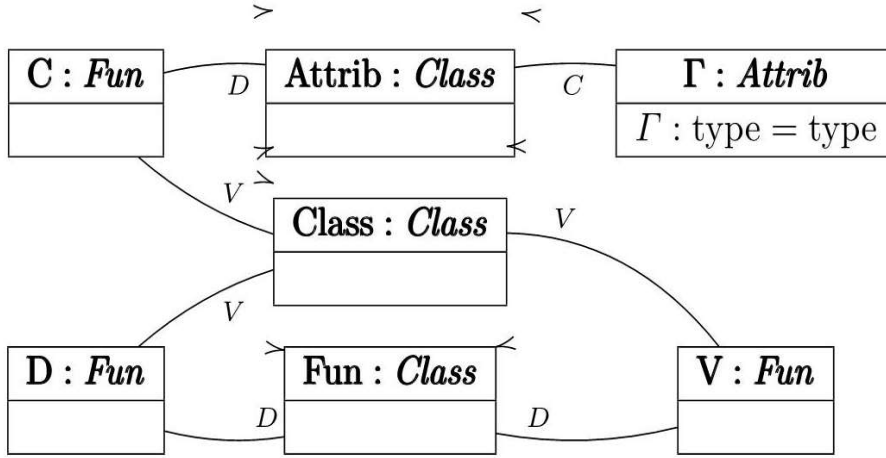 C : Fun
D
Attrib : Class
C
Γ : Attrib
Γ : type = type
V
Class : Class
V
V
D : Fun
D
Fun : Class
D
V : Fun